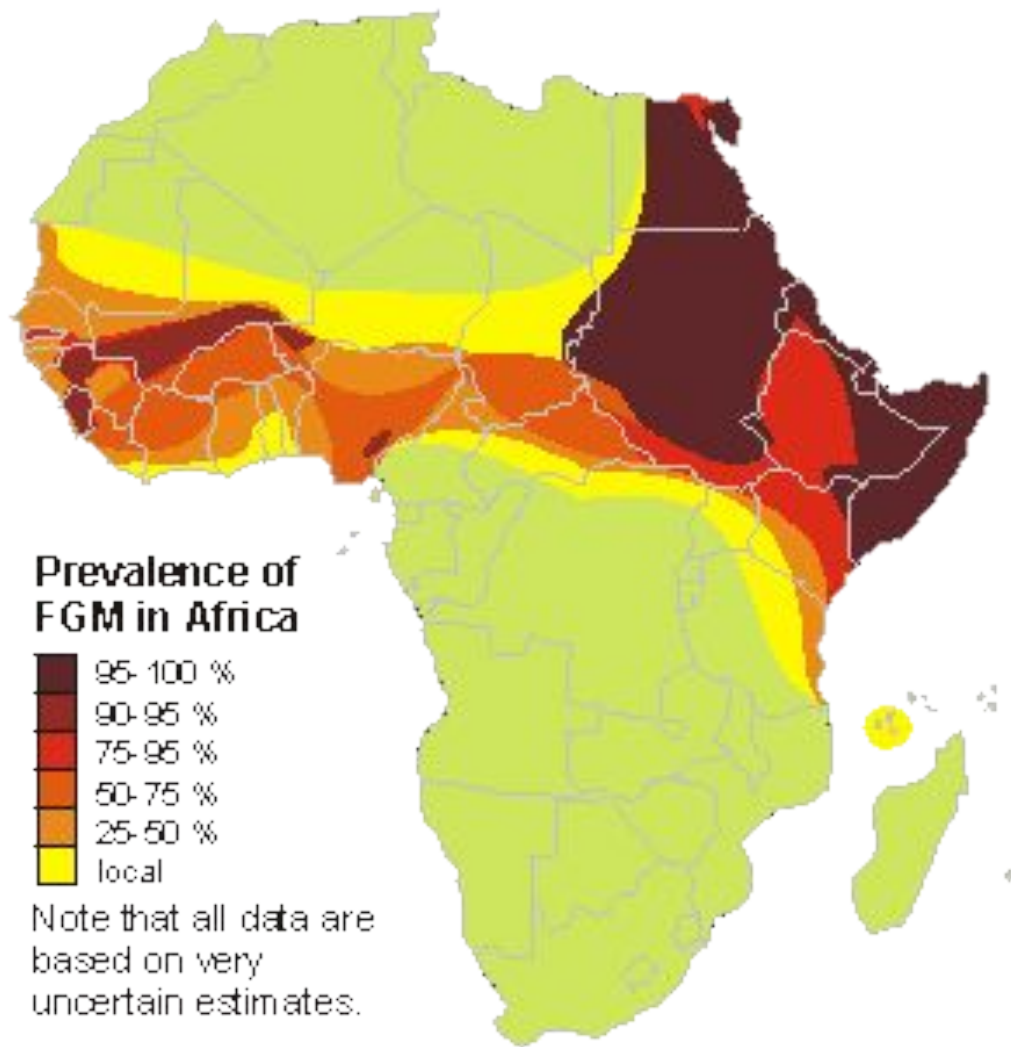 Prevalence of
FGM in Africa
95-100 %
90-95 %
75-95 %
50-75 %
25-50 %
local
Note that all data are
based on very
uncertain estimates.